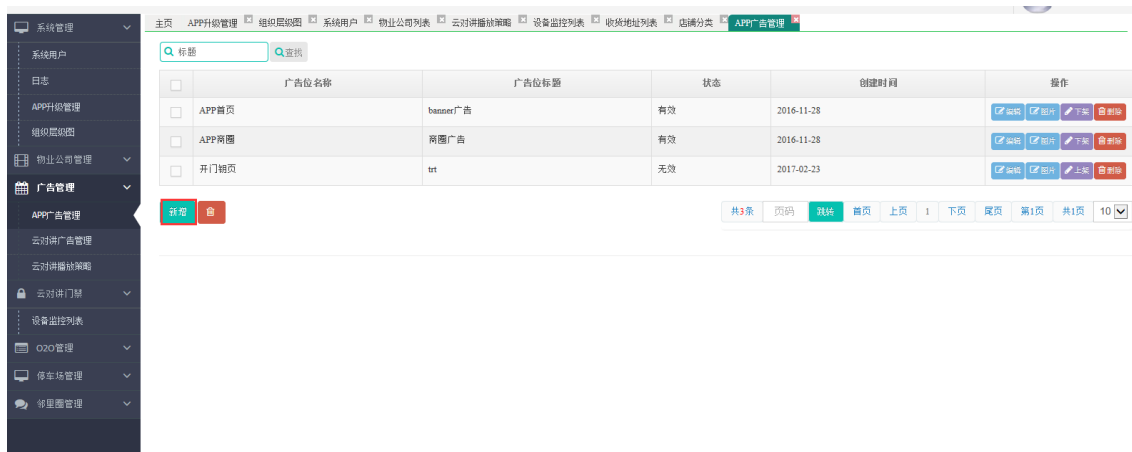 系统管理
系统用户
日志
APP升级管理
组织层级图
物业公司管理
广告管理
APP广告管理
云对讲广告管理
云对讲播放策略
云对讲门禁
设备监控列表
O2O管理
停车场管理
邻里圈管理
主页 APP升级管理 组织层级图 系统用户 物业公司列表 云对讲播放策略 设备监控列表 收货地址列表 店铺分类 APP广告管理
标题 查找
广告位名称 广告位标题 状态 创建时间 操作
APP首页 banner广告 有效 2016-11-28 编辑 图片 下架 删除
APP商圈 商圈广告 有效 2016-11-28 编辑 图片 下架 删除
开门钥页 trt 无效 2017-02-23 编辑 图片 上架 删除
新增 共3条 页码 跳转 首页 上页 1 下页 尾页 第1页 共1页 10